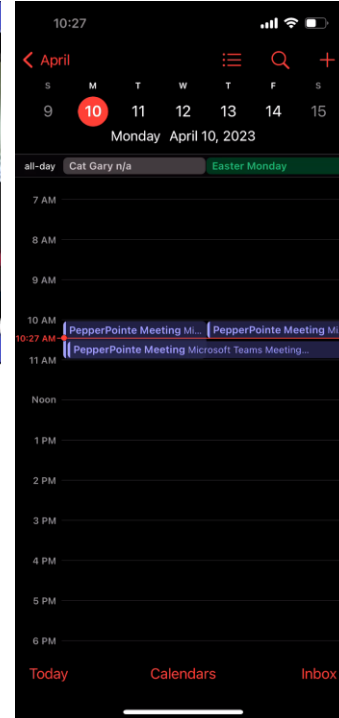 10:27
April
S M T W T F S
9 10 11 12 13 14 15
Monday April 10, 2023
all-day Cat Gary n/a Easter Monday
7 AM
8 AM
9 AM
10 AM
PepperPointe Meeting Mi... PepperPointe Meeting Mi
10:27 AM
PepperPointe Meeting Microsoft Teams Meeting...
11 AM
Noon
1 PM
2 PM
3 PM
4 PM
5 PM
6 PM
Today Calendars Inbox